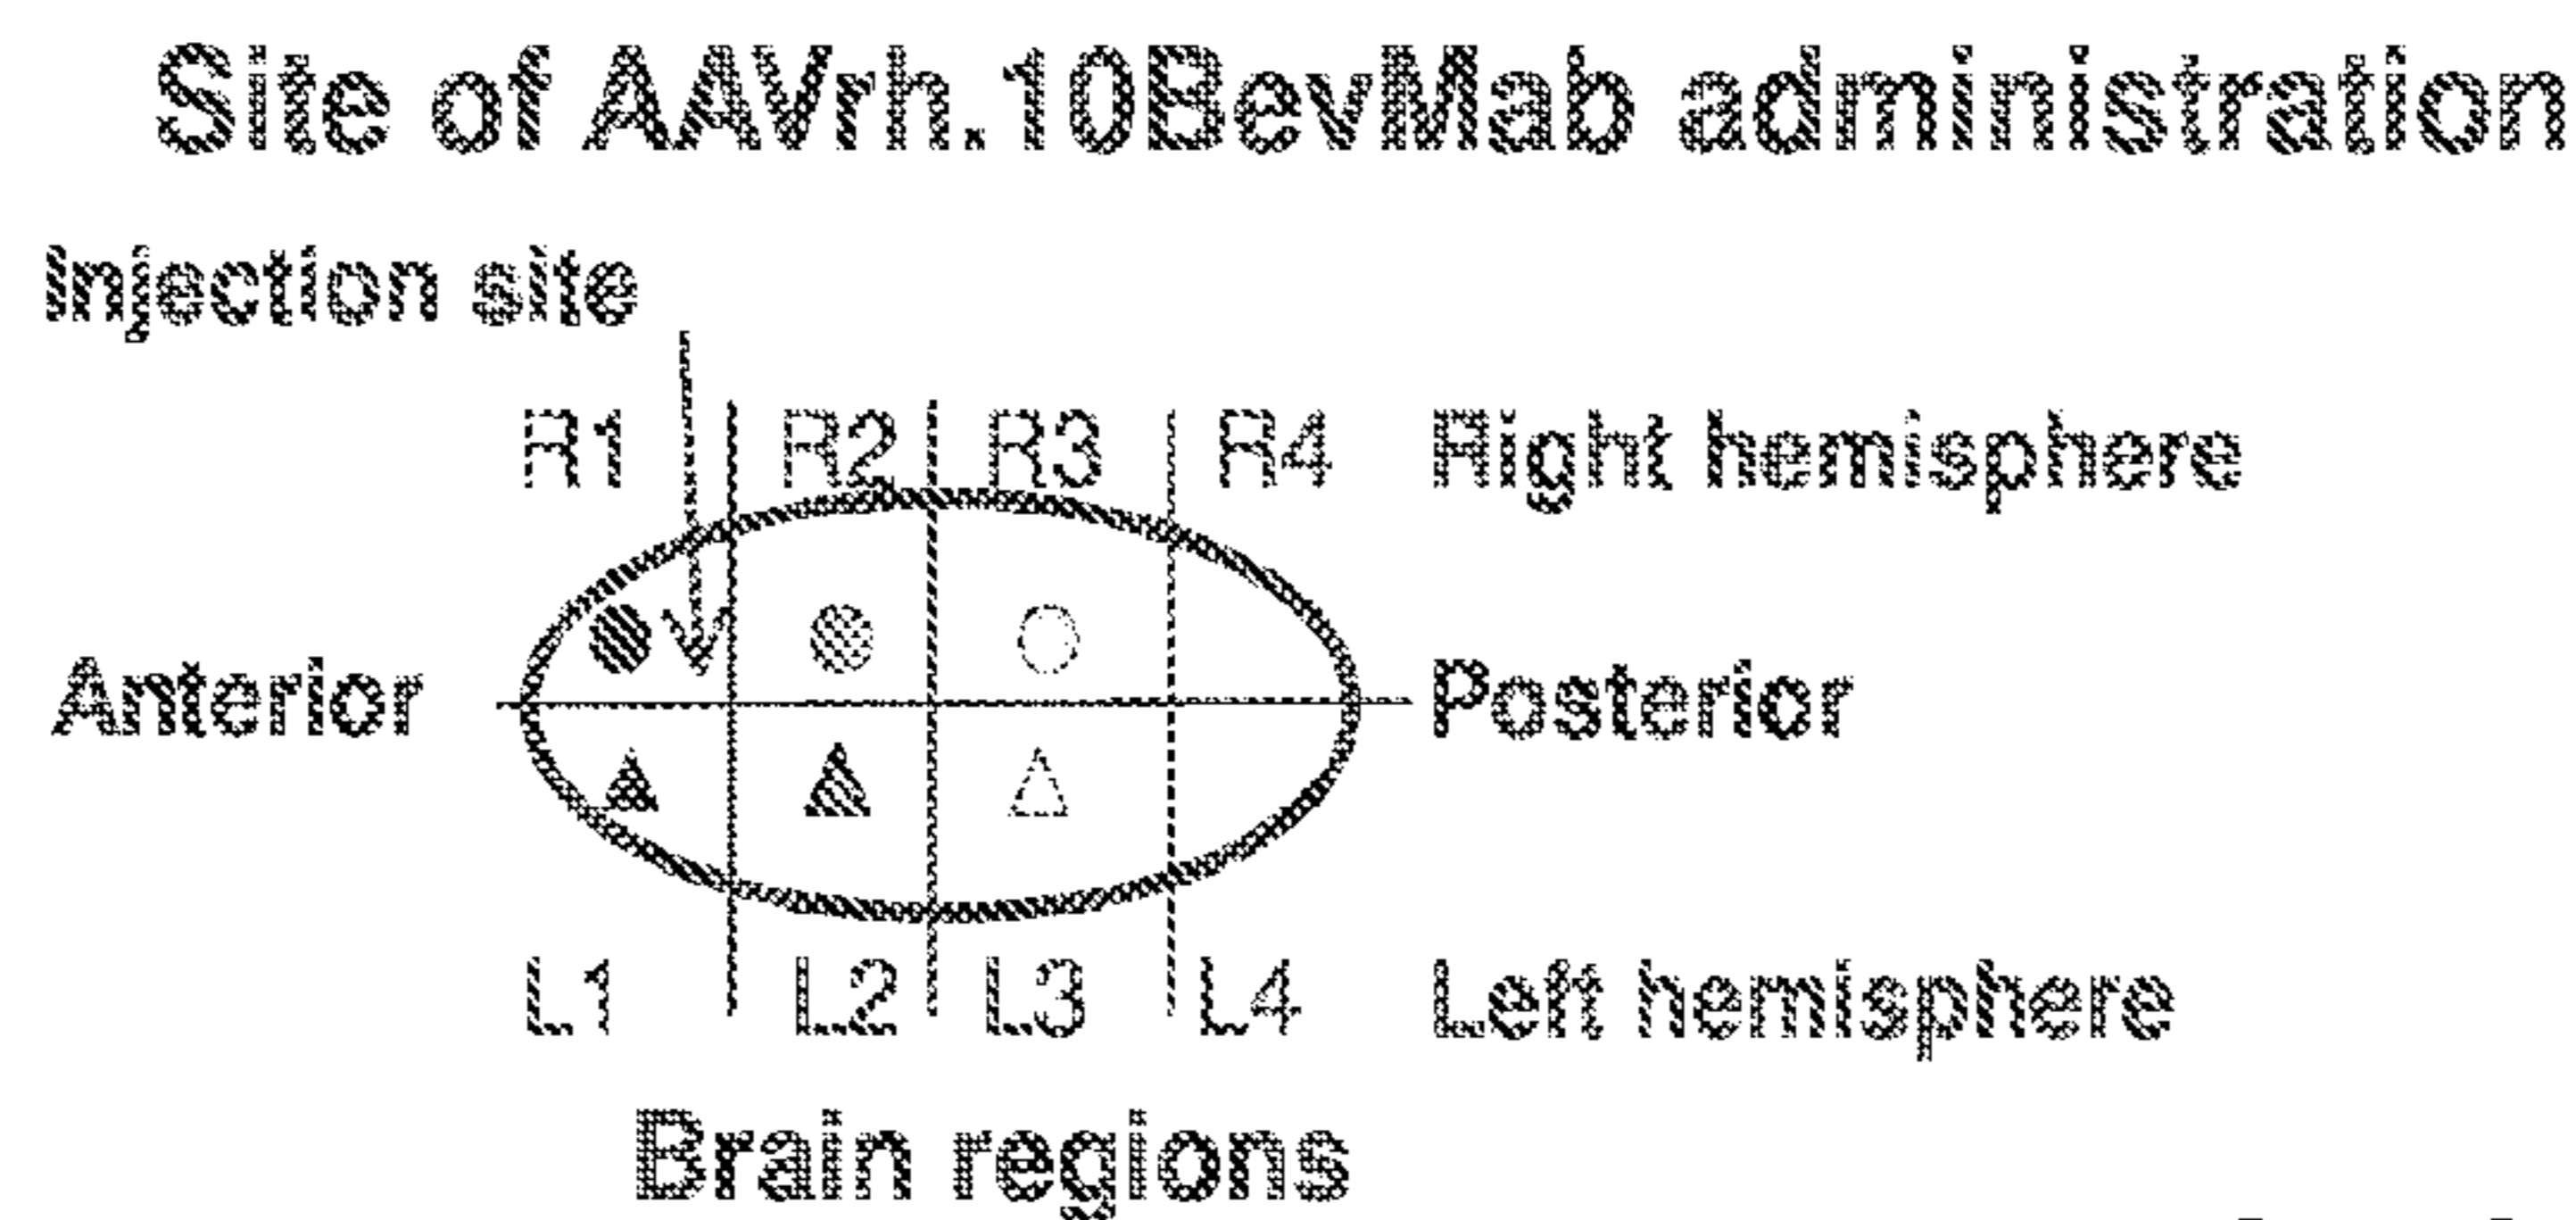 Site of AAVrh.10BevMab administration
Injection site
R1 R2 R3 R4 Right hemisphere
Anterior Posterior
L1 L2 L3 L4 Left hemisphere
Brain regions